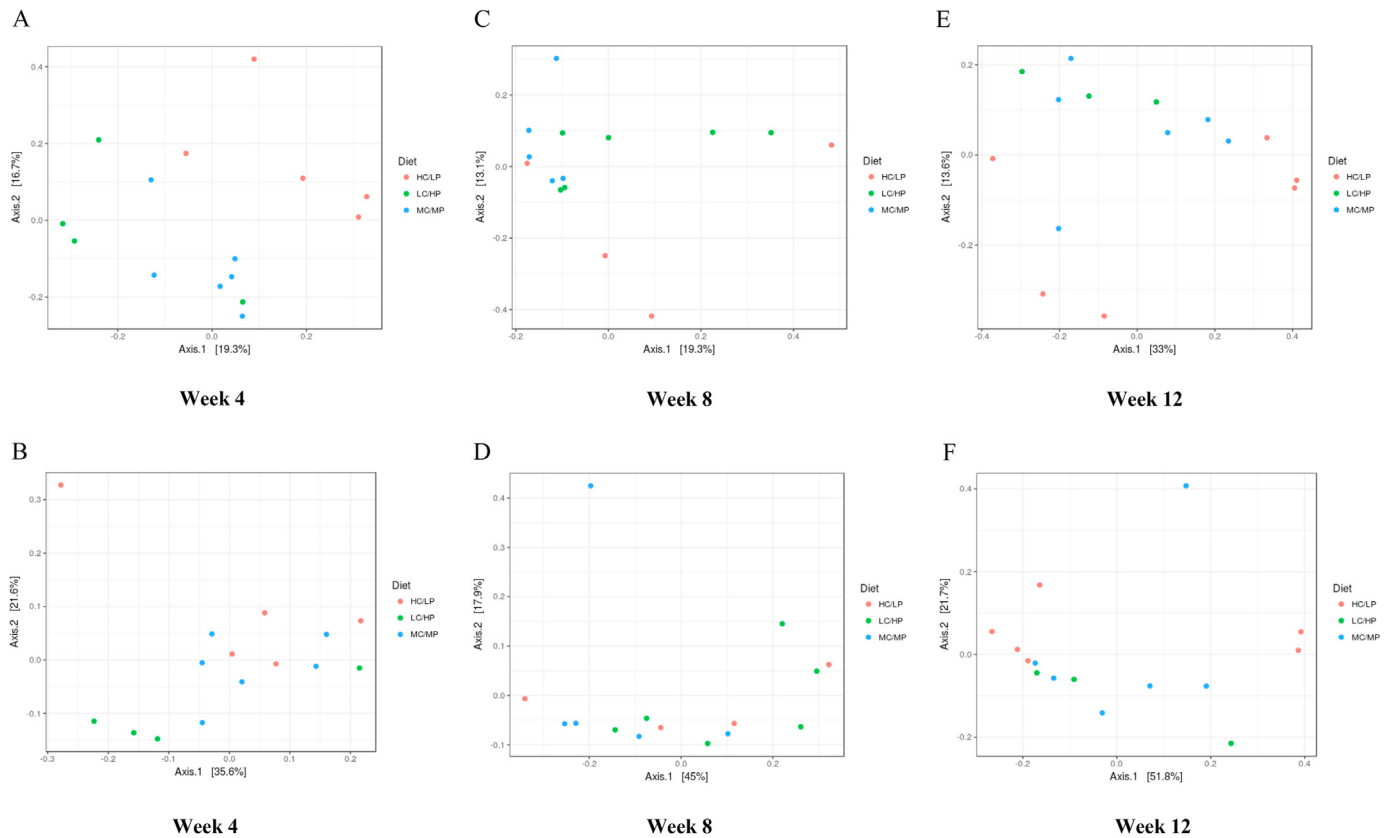 A
Axis.2 [16.7%]
0.4
0.2
0.0
-0.2
-0.2
0.0
0.2
Axis.1 [19.3%]
Diet
HC/LP
LC/HP
MC/MP
Week 4
C
Axis.2 [13.1%]
0.2
0.0
-0.2
-0.4
-0.2
0.0
0.2
0.4
Axis.1 [19.3%]
Diet
HC/LP
LC/HP
MC/MP
Week 8
E
Axis.2 [13.6%]
0.2
0.0
-0.2
-0.4
-0.2
0.0
0.2
0.4
Axis.1 [33%]
Diet
HC/LP
LC/HP
MC/MP
Week 12
B
Axis.2 [21.6%]
0.3
0.2
0.1
0.0
-0.1
-0.3
-0.2
-0.1
0.0
0.1
0.2
Axis.1 [35.6%]
Diet
HC/LP
LC/HP
MC/MP
Week 4
D
Axis.2 [17.9%]
0.4
0.3
0.2
0.1
0.0
-0.1
-0.2
0.0
0.2
Axis.1 [45%]
Diet
HC/LP
LC/HP
MC/MP
Week 8
F
Axis.2 [21.7%]
0.4
0.2
0.0
-0.2
-0.2
0.0
0.2
0.4
Axis.1 [51.8%]
Diet
HC/LP
LC/HP
MC/MP
Week 12